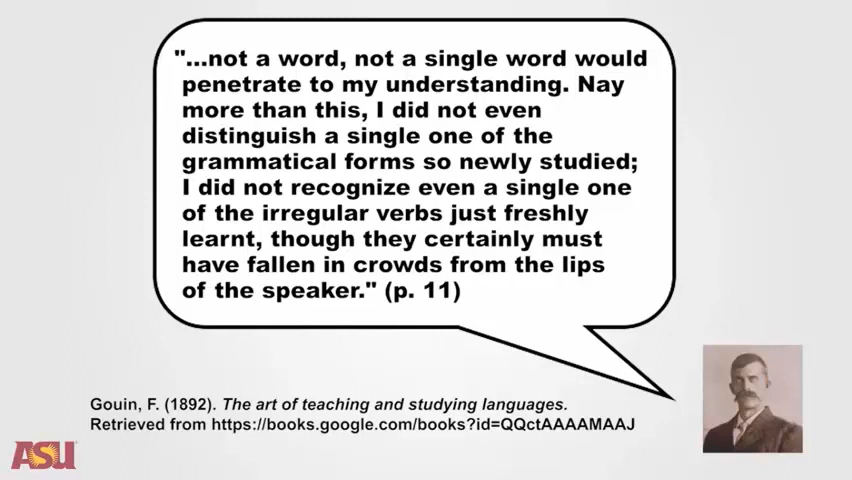 "...not a word, not a single word would
penetrate to my understanding. Nay
more than this, I did not even
distinguish a single one of the
grammatical forms so newly studied;
I did not recognize even a single one
of the irregular verbs just freshly
learnt, though they certainly must
have fallen in crowds from the lips
of the speaker." (p. 11)
Gouin, F. (1892). The art of teaching and studying languages.
Retrieved from https://books.google.com/books?id=QQctAAAAMAAJ
ASU